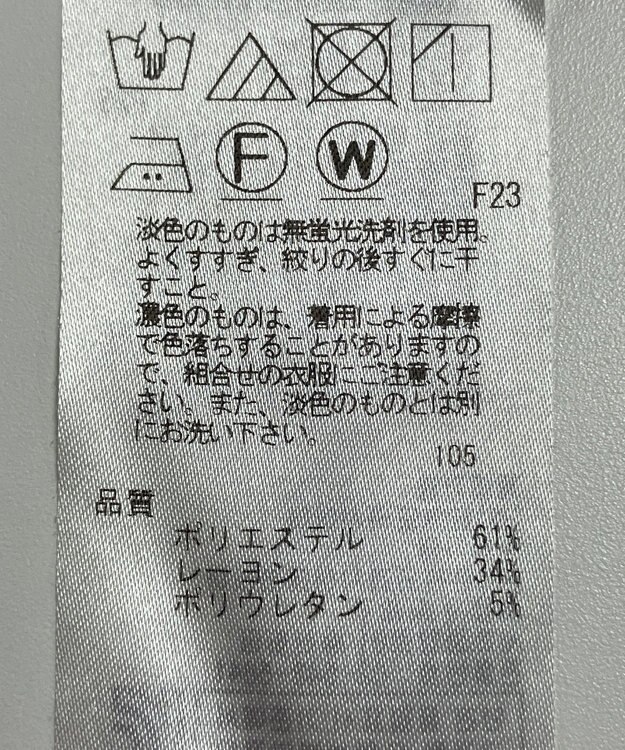 F W
F23
淡色のものは無蛍光洗剤を使用。
よくすすぎ、絞りの後すぐに干
すこと。
濃色のものは、着用による摩擦
で色落ちすることがありますの
で、組合せの衣服にご注意くだ
さい。また、淡色のものとは別
にお洗い下さい。
105
品質
ポリエステル 61%
レーヨン 34%
ポリウレタン 5%